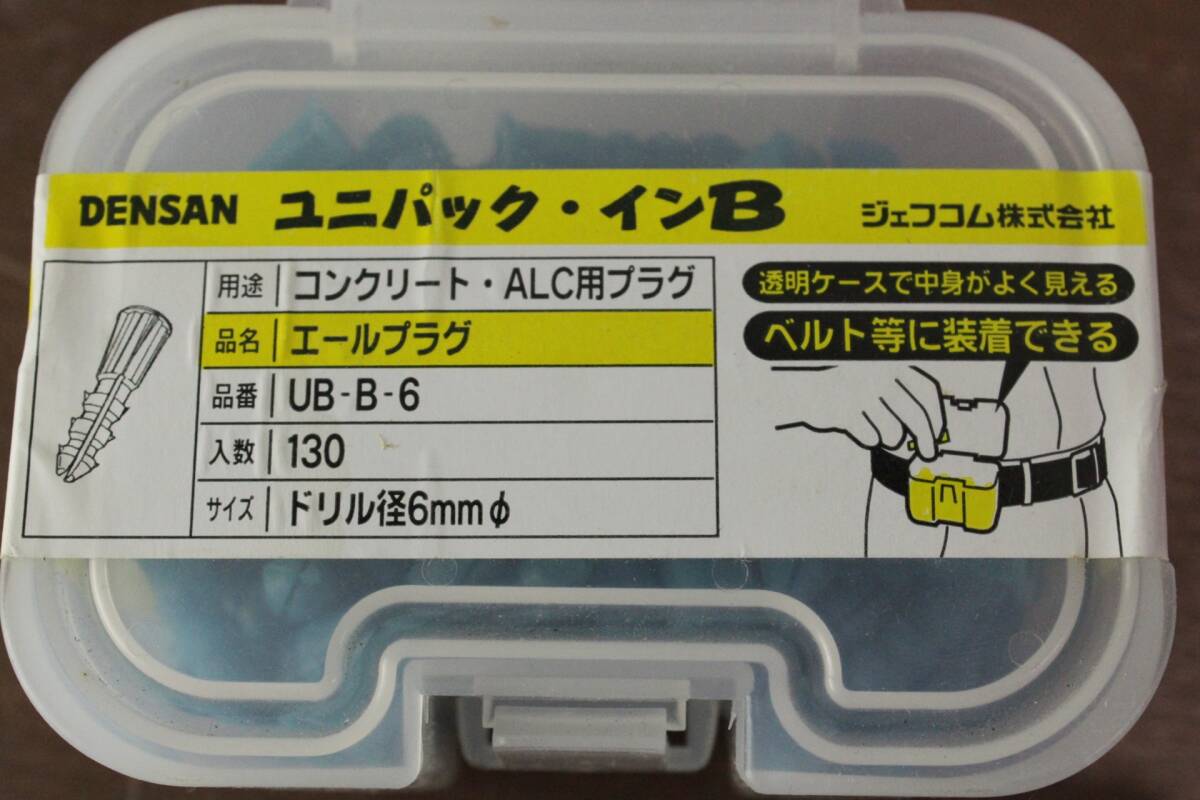 DENSAN ユニパック・インB ジェフコム株式会社
用途 コンクリート・ALC用プラグ
品名 エールプラグ
品番 UB-B-6
入数 130
サイズ ドリル径6mmφ
透明ケースで中身がよく見える
ベルト等に装着できる